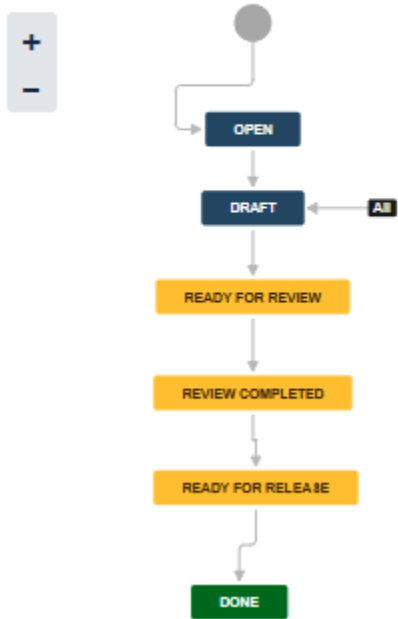 +
−
OPEN
DRAFT
All
READY FOR REVIEW
REVIEW COMPLETED
READY FOR RELEASE
DONE